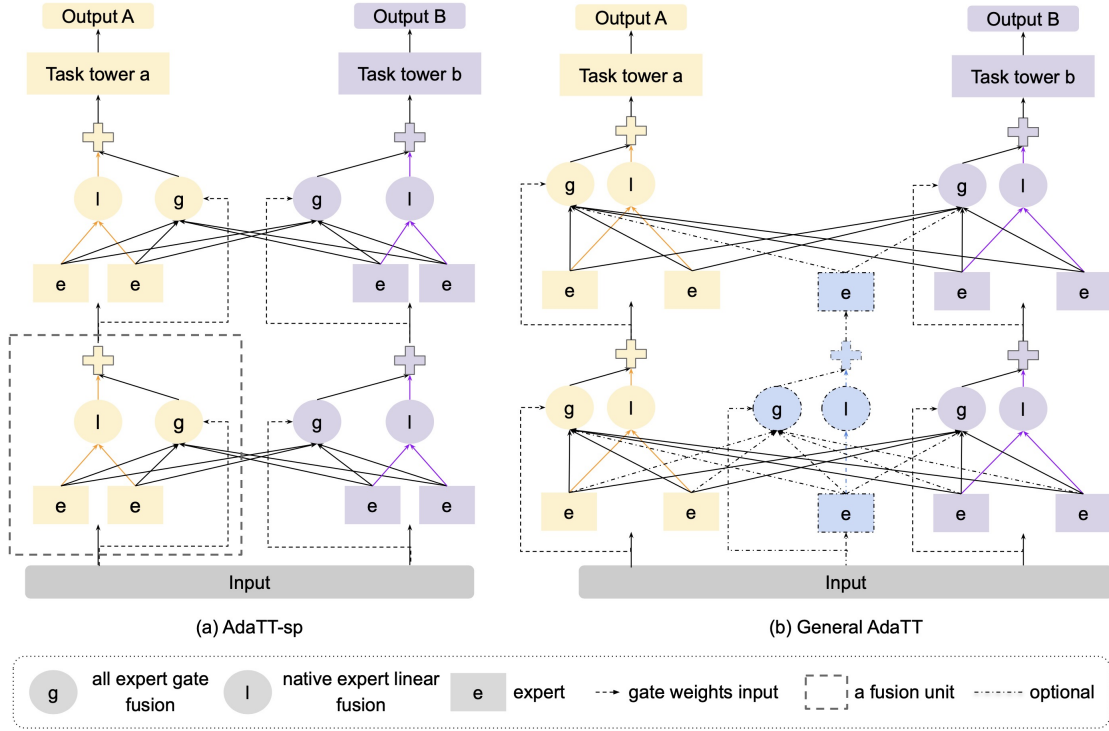 Output A
Output B
Output A
Output B
Task tower a
Task tower b
Task tower a
Task tower b
l
g
g
l
g
l
g
l
e
e
e
e
e
e
e
e
e
l
g
g
l
g
l
g
l
g
l
e
e
e
e
e
e
e
e
e
Input
Input
(a) AdaTT-sp
(b) General AdaTT
g
all expert gate
fusion
l
native expert linear
fusion
e
expert
gate weights input
a fusion unit
optional